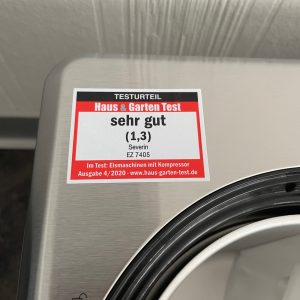 TESTURTEIL
Haus & Garten Test
sehr gut
(1,3)
Severin
EZ 7405
Im Test: Eismaschinen mit Kompressor
Ausgabe 4/2020 · www.haus-garten-test.de